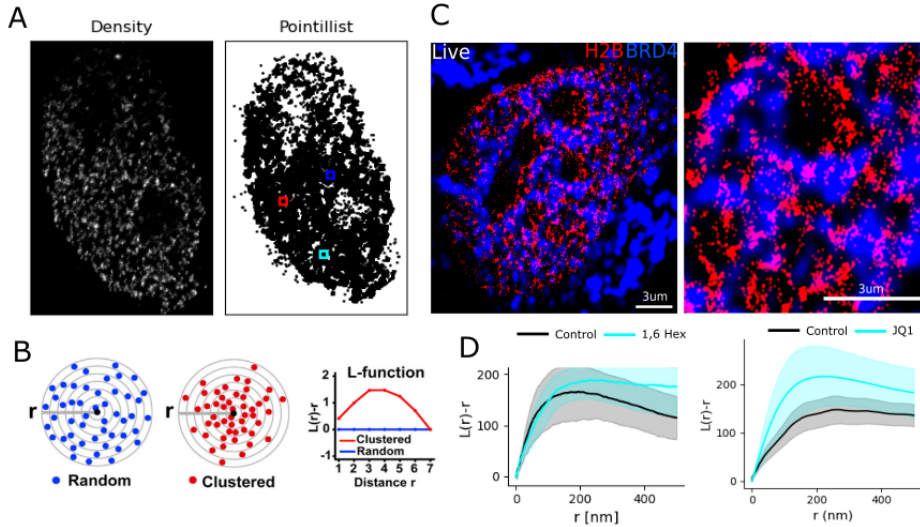 A
Density
Pointillist
C
Live
H2B BRD4
3um
3um
B
r
r
Random
Clustered
L-function
L(r)-r
2
1
0
-1
Clustered
Random
1 2 3 4 5 6 7
Distance r
D
Control
1,6 Hex
L(r)-r
200
100
0
0 200 400
r [nm]
Control
JQ1
L(r)-r
200
100
0
0 200 400
r (nm)